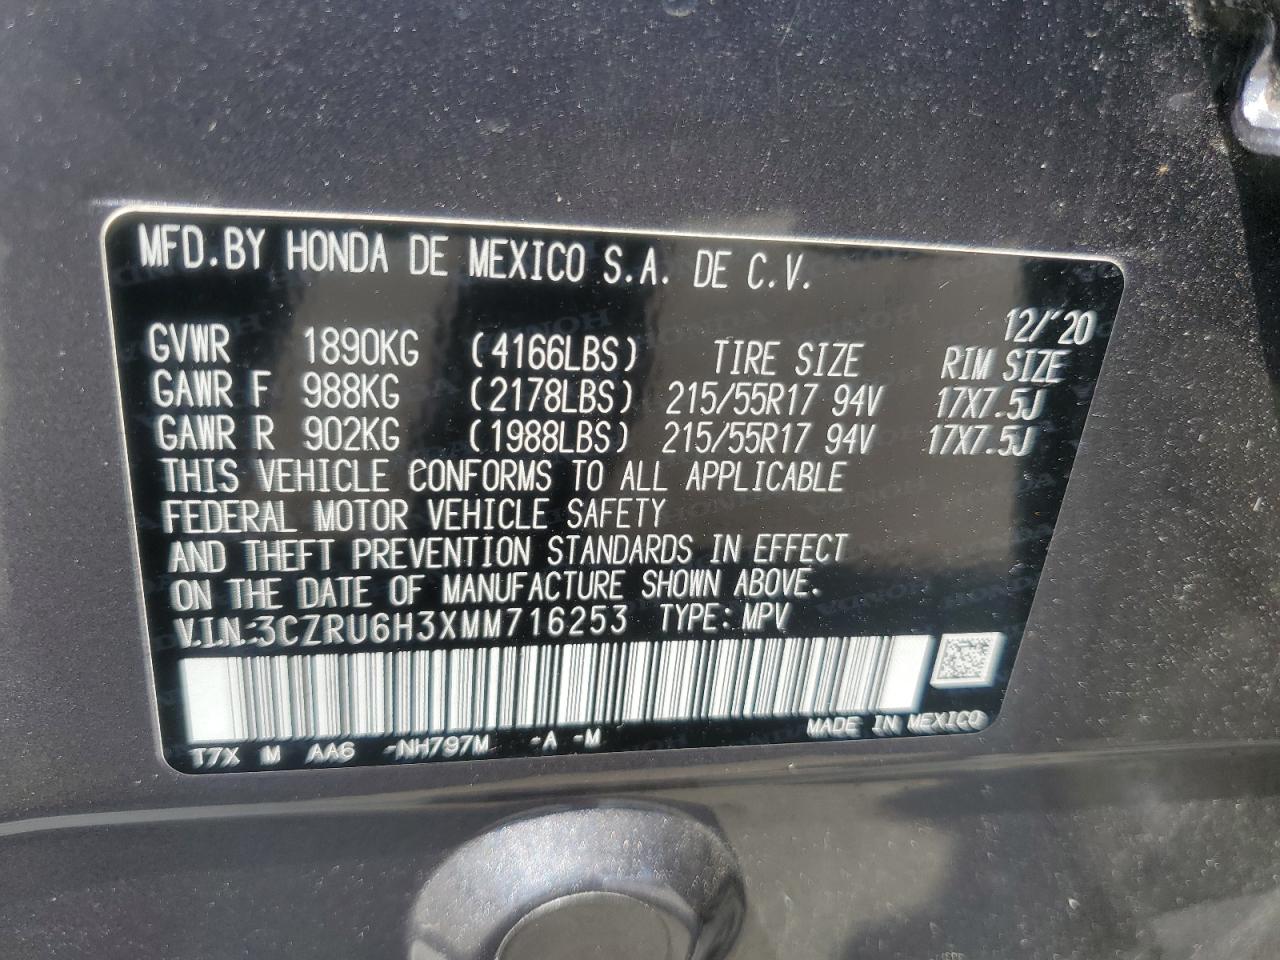 MFD.BY HONDA DE MEXICO S.A. DE C.V.
12/'20
GVWR 1890KG (4166LBS) TIRE SIZE RIM SIZE
GAWR F 988KG (2178LBS) 215/55R17 94V 17X7.5J
GAWR R 902KG (1988LBS) 215/55R17 94V 17X7.5J
THIS VEHICLE CONFORMS TO ALL APPLICABLE
FEDERAL MOTOR VEHICLE SAFETY
AND THEFT PREVENTION STANDARDS IN EFFECT
ON THE DATE OF MANUFACTURE SHOWN ABOVE.
V.I.N.:3CZRU6H3XMM716253 TYPE: MPV
MADE IN MEXICO
T7X M AA6 -NH797M -A -M